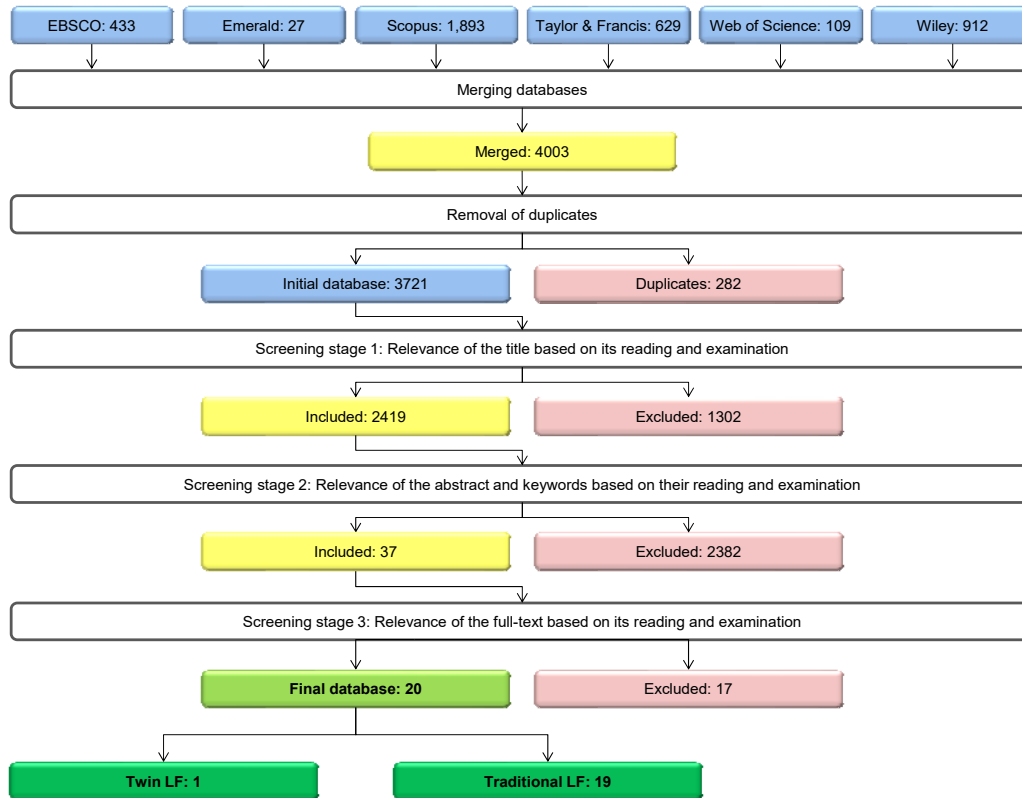 EBSCO: 433
Emerald: 27
Scopus: 1,893
Taylor & Francis: 629
Web of Science: 109
Wiley: 912
Merging databases
Merged: 4003
Removal of duplicates
Initial database: 3721
Duplicates: 282
Screening stage 1: Relevance of the title based on its reading and examination
Included: 2419
Excluded: 1302
Screening stage 2: Relevance of the abstract and keywords based on their reading and examination
Included: 37
Excluded: 2382
Screening stage 3: Relevance of the full-text based on its reading and examination
Final database: 20
Excluded: 17
Twin LF: 1
Traditional LF: 19